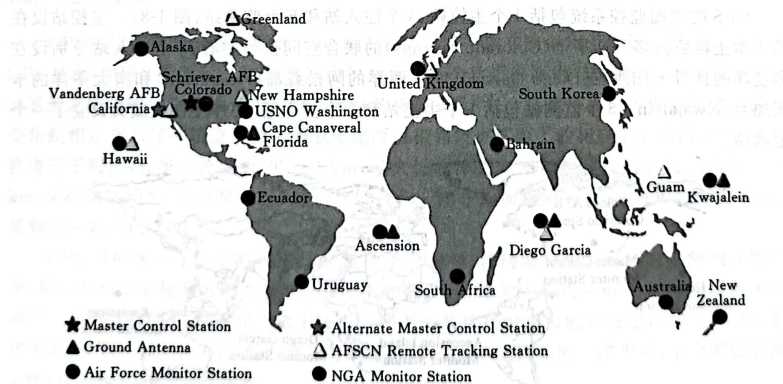 Greenland
Alaska
Schriever AFB
Colorado
Vandenberg AFB
California
New Hampshire
USNO Washington
Cape Canaveral
Florida
Hawaii
United Kingdom
South Korea
Bahrain
Guam
Kwajalein
Ecuador
Ascension
Diego Garcia
Uruguay
South Africa
Australia
New
Zealand
Master Control Station
Alternate Master Control Station
Ground Antenna
AFSCN Remote Tracking Station
Air Force Monitor Station
NGA Monitor Station